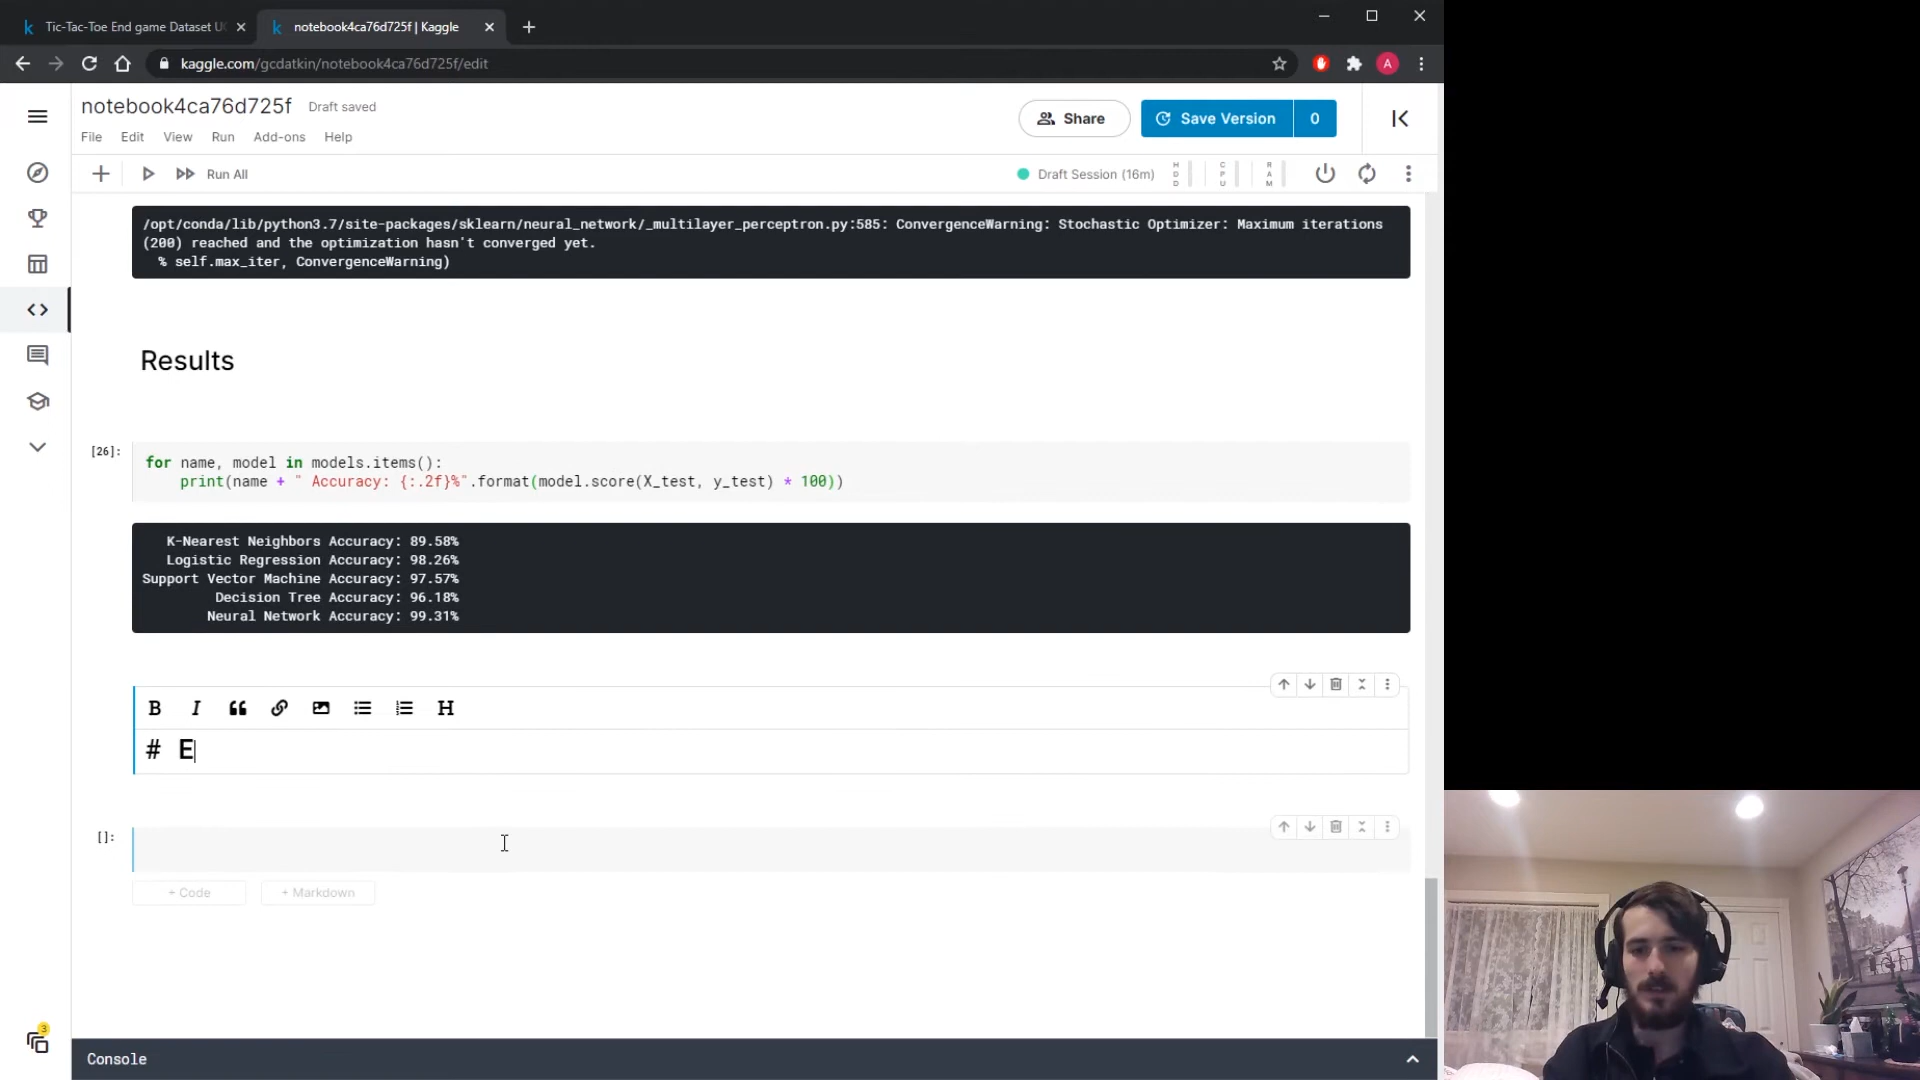 Tic-Tac-Toe End game Dataset UC
notebook4ca76d725f | Kaggle
kaggle.com/gcdatkin/notebook4ca76d725f/edit
A
notebook4ca76d725f Draft saved
Share
Save Version 0
File Edit View Run Add-ons Help
Run All
Draft Session (16m)
HDD
CPU
RAM
/opt/conda/lib/python3.7/site-packages/sklearn/neural_network/_multilayer_perceptron.py:585: ConvergenceWarning: Stochastic Optimizer: Maximum iterations
(200) reached and the optimization hasn't converged yet.
% self.max_iter, ConvergenceWarning)
Results
[26]:
for name, model in models.items():
print(name + " Accuracy: {:.2f}%".format(model.score(X_test, y_test) * 100))
K-Nearest Neighbors Accuracy: 89.58%
Logistic Regression Accuracy: 98.26%
Support Vector Machine Accuracy: 97.57%
Decision Tree Accuracy: 96.18%
Neural Network Accuracy: 99.31%
B I H
# E
[]:
+ Code + Markdown
3
Console